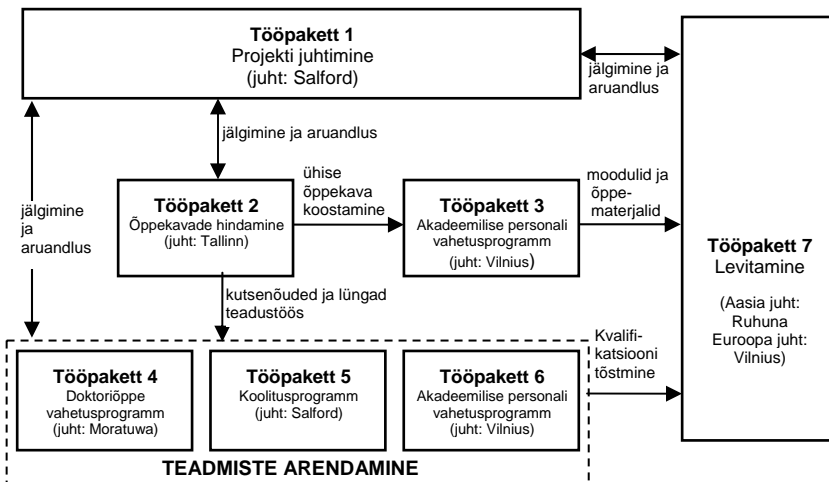 Tööpakett 1
Projekti juhtimine
(juht: Salford)
jälgimine ja
aruandlus
jälgimine ja aruandlus
jälgimine
ja
aruandlus
Tööpakett 2
Õppekavade hindamine
(juht: Tallinn)
ühise
õppekava
koostamine
Tööpakett 3
Akadeemilise personali
vahetusprogramm
(juht: Vilnius)
moodulid ja
õppe-
materjalid
Tööpakett 7
Levitamine
(Aasia juht:
Ruhuna
Euroopa juht:
Vilnius)
kutsenõuded ja lüngad
teadustöös
Kvalifi-
katsiooni
tõstmine
Tööpakett 4
Doktoriõppe
vahetusprogramm
(juht: Moratuwa)
Tööpakett 5
Koolitusprogramm
(juht: Salford)
Tööpakett 6
Akadeemilise personali
vahetusprogramm
(juht: Vilnius)
TEADMISTE ARENDAMINE